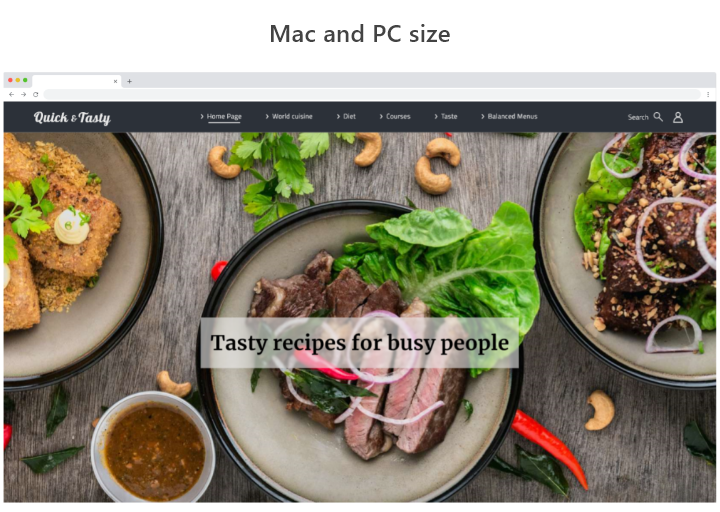 Mac and PC size
Quick & Tasty
Home Page
World cuisine
Diet
Courses
Taste
Balanced Menus
Search
Tasty recipes for busy people